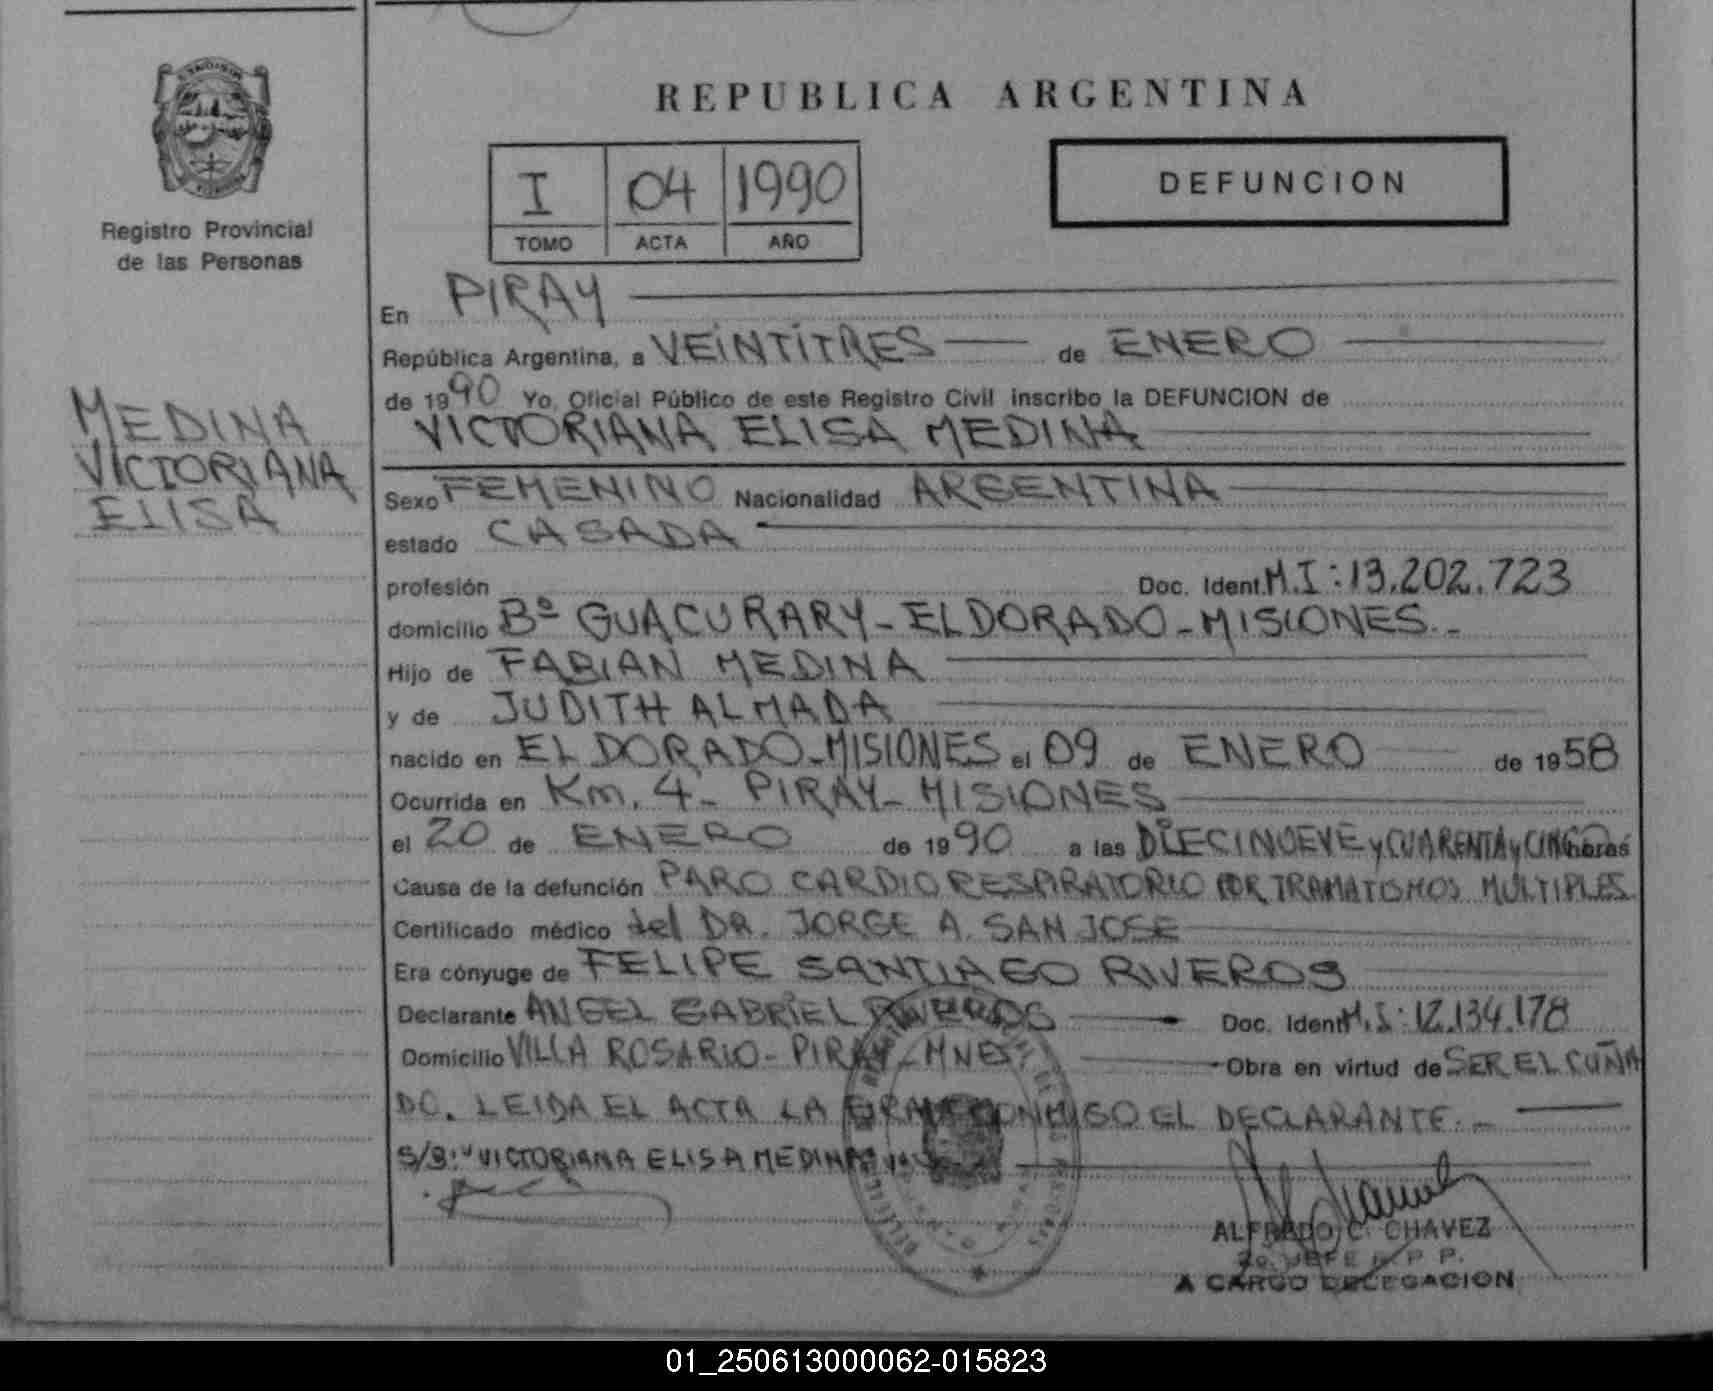 REPUBLICA ARGENTINA
I 04 1990
TOMO ACTA AÑO
DEFUNCION
Registro Provincial
de las Personas
MEDINA
VICTORIANA
ELISA
En PIRAY
República Argentina, a VEINTITRES de ENERO
de 1990 Yo, Oficial Público de este Registro Civil inscribo la DEFUNCION de
VICTORIANA ELISA MEDINA
Sexo FEMENINO Nacionalidad ARGENTINA
estado CASADA
profesión Doc. Ident. M.I: 13.202.723
domicilio Bº GUACURARY - ELDORADO - MISIONES.-
Hijo de FABIAN MEDINA
y de JUDITH ALMADA
nacido en ELDORADO - MISIONES el 09 de ENERO de 1958
Ocurrida en Km. 4 - PIRAY - MISIONES
el 20 de ENERO de 1990 a las DIECINUEVE y CUARENTA y CINCO horas
Causa de la defunción PARO CARDIO RESPIRATORIO POR TRAMATISMOS MULTIPLES
Certificado médico del DR. JORGE A. SAN JOSE
Era cónyuge de FELIPE SANTIAGO RIVEROS
Declarante ANGEL GABRIEL RIVEROS Doc. Ident. M.I: 12.134.178
Domicilio VILLA ROSARIO - PIRAY - MNES Obra en virtud de SER EL CUÑA
DO. LEIDA EL ACTA LA FIRMA CONMIGO EL DECLARANTE.-
S/B: "VICTORIANA ELISA MEDINA"
ALFREDO C. CHAVEZ
2o. JEFE R. P. P.
A CARGO DELEGACION
01_250613000062-015823